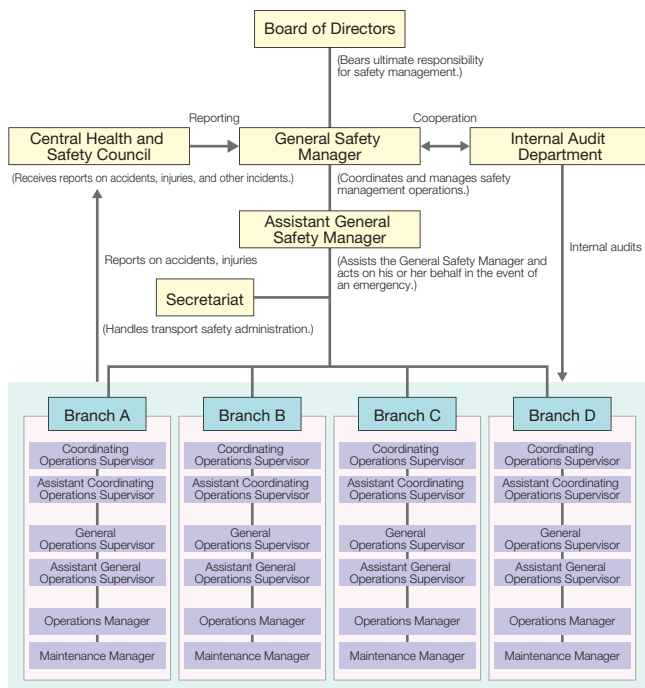 Board of Directors
(Bears ultimate responsibility
for safety management.)
Reporting
Cooperation
Central Health and
Safety Council
General Safety
Manager
Internal Audit
Department
(Receives reports on accidents, injuries, and other incidents.)
(Coordinates and manages safety
management operations.)
Assistant General
Safety Manager
Reports on accidents, injuries
(Assists the General Safety Manager and
acts on his or her behalf in the event of
an emergency.)
Internal audits
Secretariat
(Handles transport safety administration.)
Branch A
Coordinating
Operations Supervisor
Assistant Coordinating
Operations Supervisor
General
Operations Supervisor
Assistant General
Operations Supervisor
Operations Manager
Maintenance Manager
Branch B
Coordinating
Operations Supervisor
Assistant Coordinating
Operations Supervisor
General
Operations Supervisor
Assistant General
Operations Supervisor
Operations Manager
Maintenance Manager
Branch C
Coordinating
Operations Supervisor
Assistant Coordinating
Operations Supervisor
General
Operations Supervisor
Assistant General
Operations Supervisor
Operations Manager
Maintenance Manager
Branch D
Coordinating
Operations Supervisor
Assistant Coordinating
Operations Supervisor
General
Operations Supervisor
Assistant General
Operations Supervisor
Operations Manager
Maintenance Manager